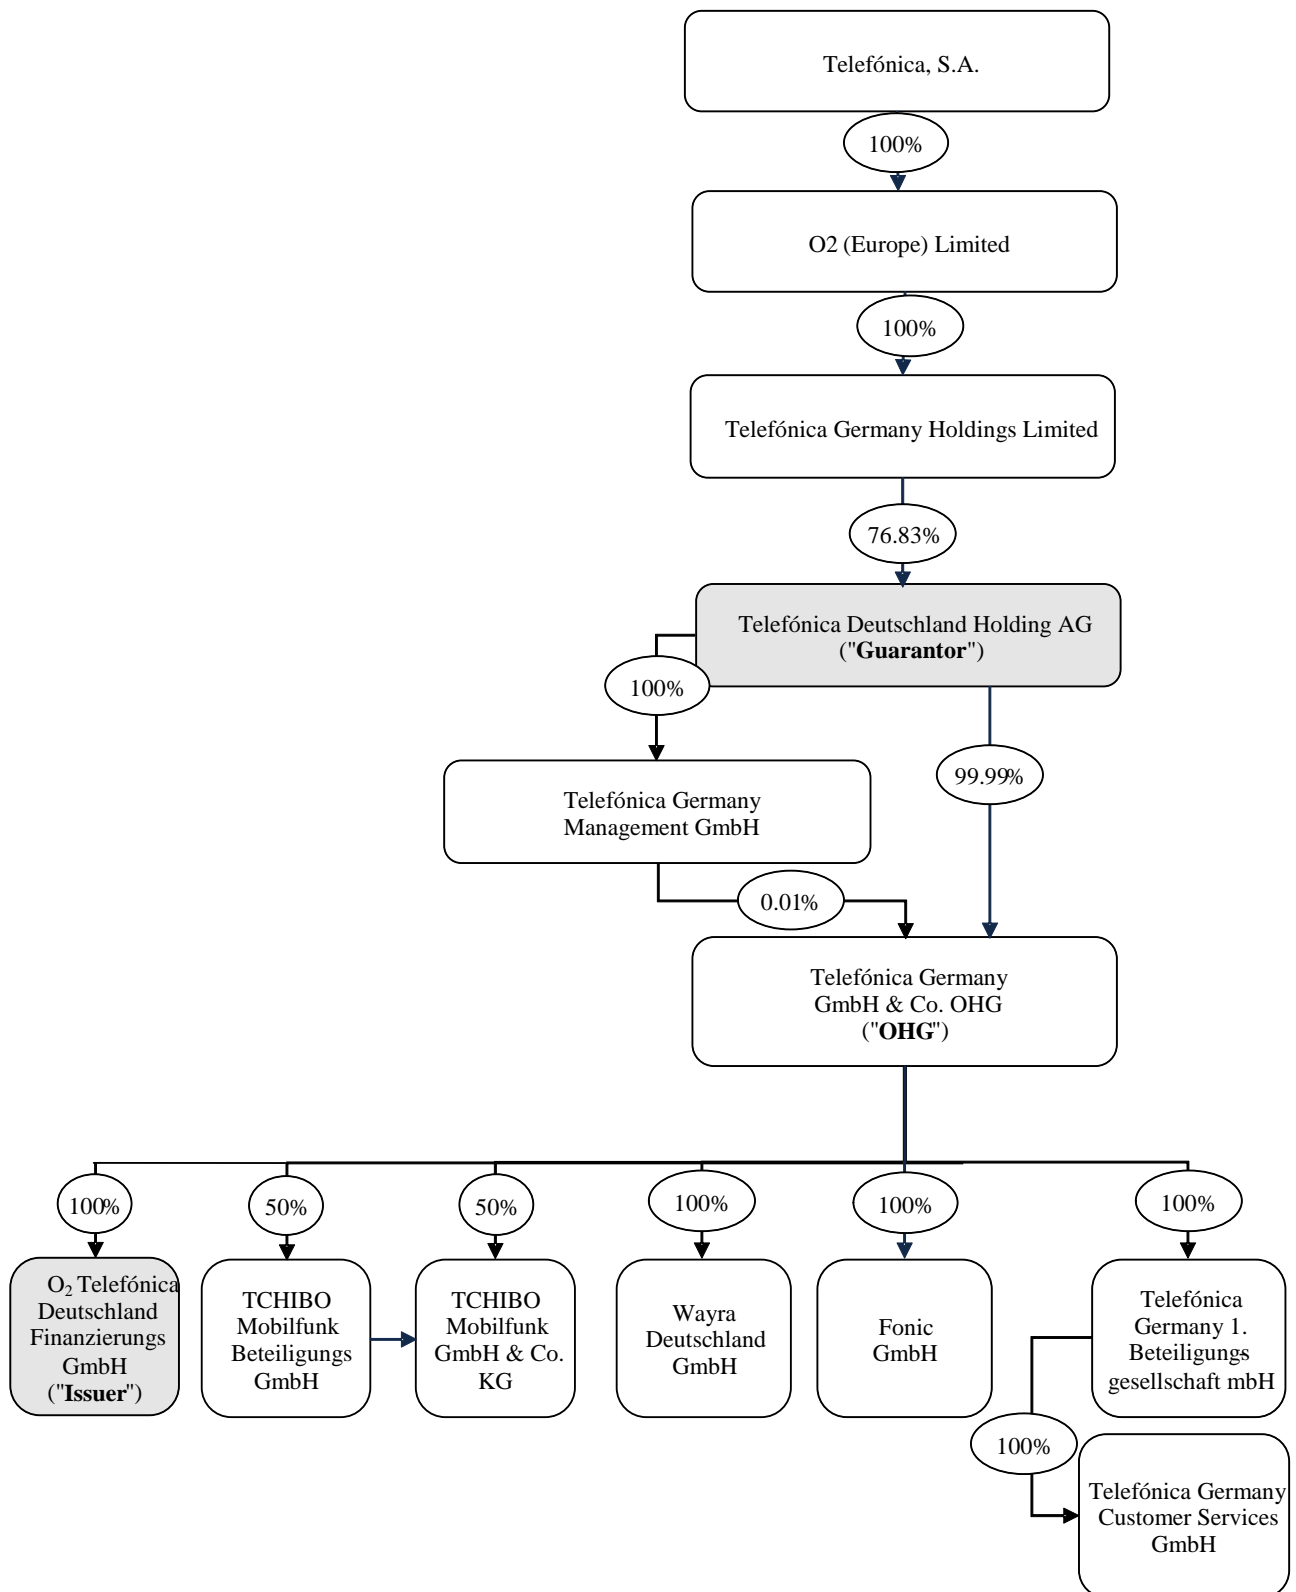 Telefónica, S.A.
100%
O2 (Europe) Limited
100%
Telefónica Germany Holdings Limited
76.83%
Telefónica Deutschland Holding AG
("Guarantor")
100%
99.99%
Telefónica Germany
Management GmbH
0.01%
Telefónica Germany
GmbH & Co. OHG
("OHG")
100%
50%
50%
100%
100%
100%
O₂ Telefónica
Deutschland
Finanzierungs
GmbH
("Issuer")
TCHIBO
Mobilfunk
Beteiligungs
GmbH
TCHIBO
Mobilfunk
GmbH & Co.
KG
Wayra
Deutschland
GmbH
Fonic
GmbH
Telefónica
Germany 1.
Beteiligungs-
gesellschaft mbH
100%
Telefónica Germany
Customer Services
GmbH